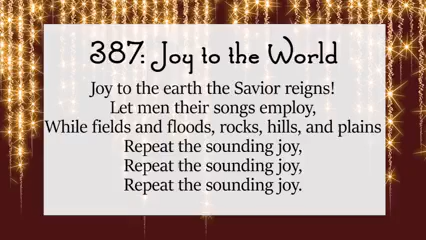 387. Joy to the World
Joy to the earth the Savior reigns!
Let men their songs employ,
While fields and floods, rocks, hills, and plains
Repeat the sounding joy,
Repeat the sounding joy,
Repeat the sounding joy.